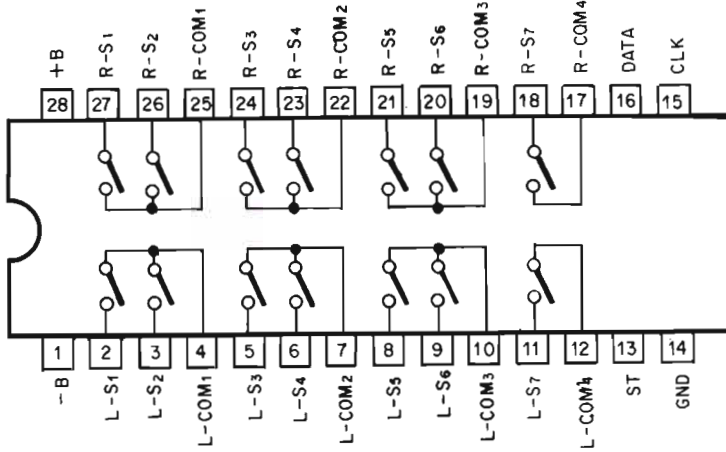 +B
R-S1
R-S2
R-COM1
R-S3
R-S4
R-COM2
R-S5
R-S6
R-COM3
R-S7
R-COM4
DATA
CLK
28 27 26 25 24 23 22 21 20 19 18 17 16 15
1 2 3 4 5 6 7 8 9 10 11 12 13 14
-B
L-S1
L-S2
L-COM1
L-S3
L-S4
L-COM2
L-S5
L-S6
L-COM3
L-S7
L-COM4
ST
GND